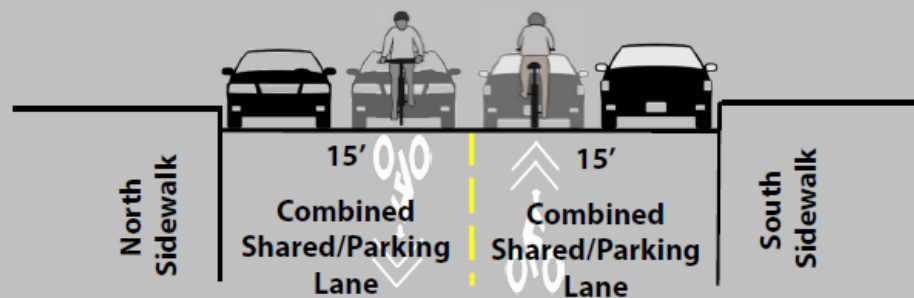 North
Sidewalk
15’
Combined
Shared/Parking
Lane
15’
Combined
Shared/Parking
Lane
South
Sidewalk